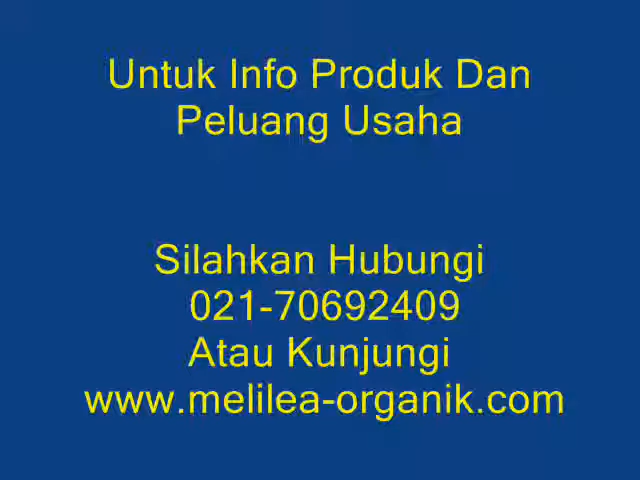 Untuk Info Produk Dan
Peluang Usaha
Silahkan Hubungi
021-70692409
Atau Kunjungi
www.melilea-organik.com